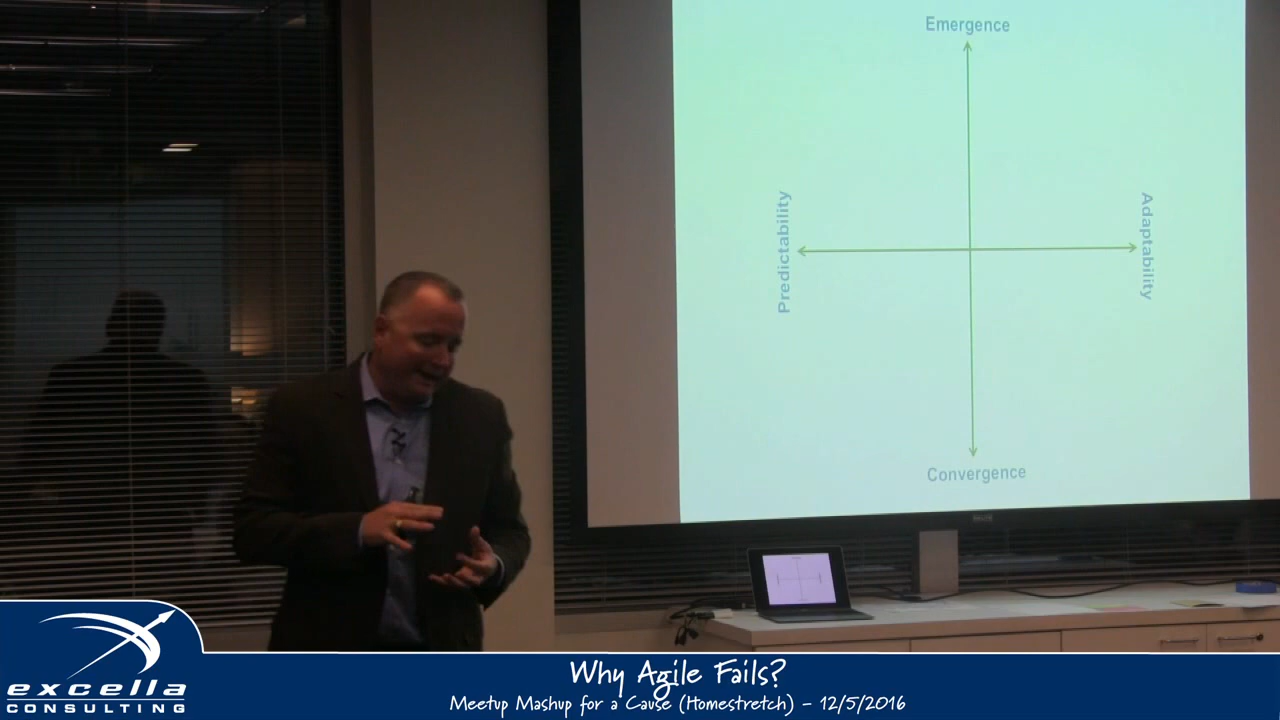 Emergence
Predictability
Adaptability
Convergence
Why Agile Fails?
Meetup Mashup for a Cause (Homestretch) – 12/5/2016
excella
CONSULTING